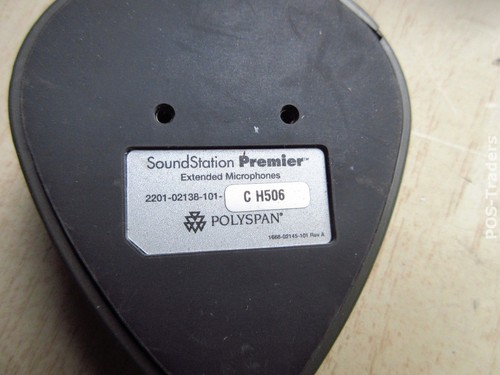 SoundStation Premier™
Extended Microphones
2201-02138-101- C H506
POLYSPAN®
1668-02145-101 Rev A
POS-Traders